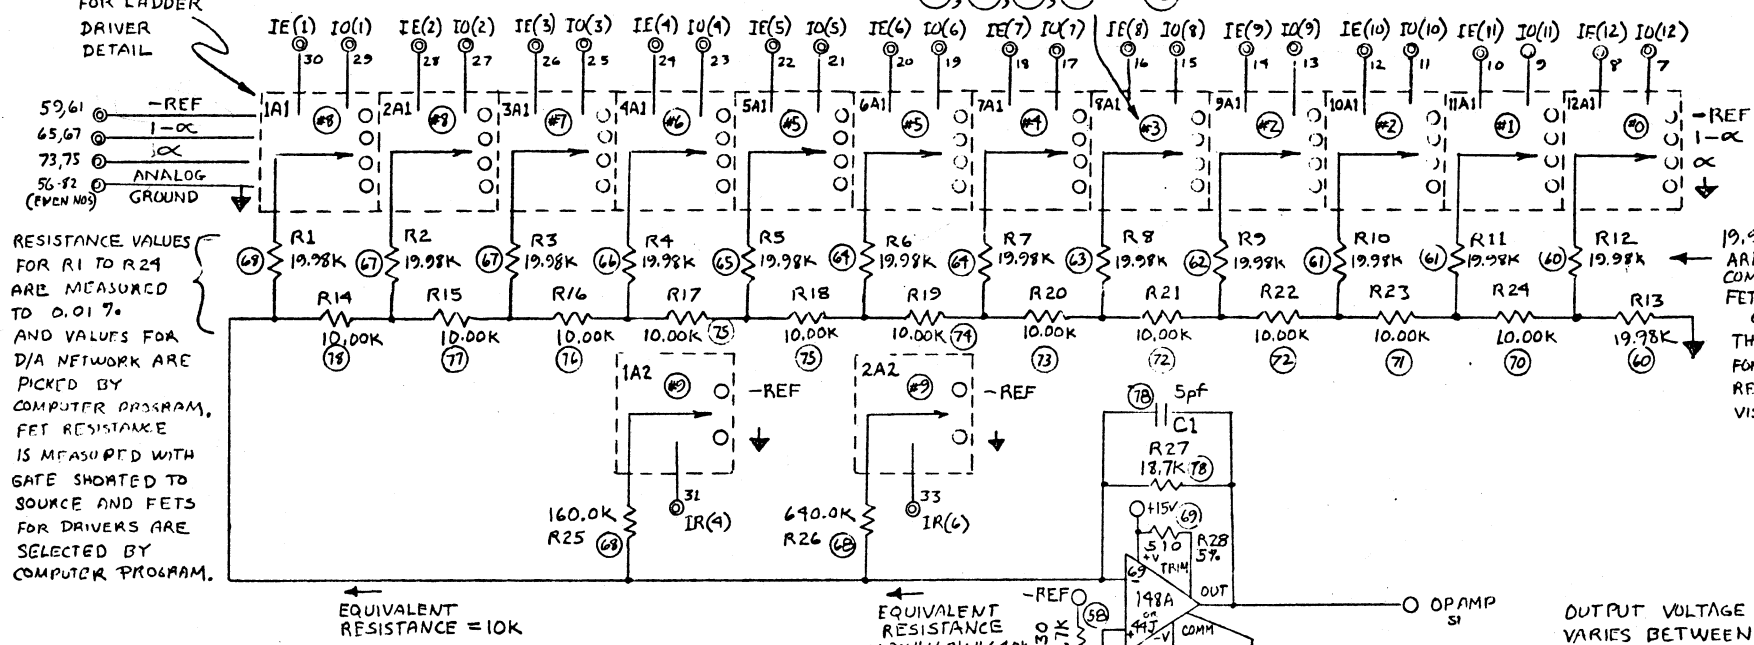 FOR LADDER
DRIVER
DETAIL
IE(1) IO(1) IE(2) IO(2) IE(3) IO(3) IE(4) IO(4) IE(5) IO(5) IE(6) IO(6) IE(7) IO(7) IE(8) IO(8) IE(9) IO(9) IE(10) IO(10) IE(11) IO(11) IE(12) IO(12)
30 29 28 27 26 25 24 23 22 21 20 19 18 17 16 15 14 13 12 11 10 9 8 7
59,61 -REF
65,67 1-α
73,75 α
56-82 ANALOG
(EVEN NOS) GROUND
1A1 #8 2A1 #8 3A1 #7 4A1 #6 5A1 #5 6A1 #5 7A1 #4 8A1 #3 9A1 #2 10A1 #2 11A1 #1 12A1 #0
-REF
1-α
α
RESISTANCE VALUES
FOR R1 TO R24
ARE MEASURED
TO 0.01 %
AND VALUES FOR
D/A NETWORK ARE
PICKED BY
COMPUTER PROGRAM.
FET RESISTANCE
IS MEASURED WITH
GATE SHORTED TO
SOURCE AND FETS
FOR DRIVERS ARE
SELECTED BY
COMPUTER PROGRAM.
R1 R2 R3 R4 R5 R6 R7 R8 R9 R10 R11 R12
68 19.98K 67 19.98K 67 19.98K 66 19.98K 65 19.98K 64 19.98K 64 19.98K 63 19.98K 62 19.98K 61 19.98K 61 19.98K 60 19.98K
R14 R15 R16 R17 R18 R19 R20 R21 R22 R23 R24 R13
10.00K 10.00K 10.00K 10.00K 75 10.00K 10.00K 74 10.00K 10.00K 10.00K 10.00K 10.00K 19.98K
78 77 76 75 73 72 72 71 70 60
1A2 #9 -REF
2A2 #9 -REF
31
IR(4)
33
IR(6)
160.0K
R25 68
640.0K
R26 68
78 5pf
C1
R27
18.7K 78
+15V 69
510 R28
5%
+V TRIM
69
-
148A
OR
44J
+
-V
OUT
COMM
-REF 58
EQUIVALENT
RESISTANCE = 10K
EQUIVALENT
RESISTANCE
OP AMP
S1
OUTPUT VOLTAGE
VARIES BETWEEN